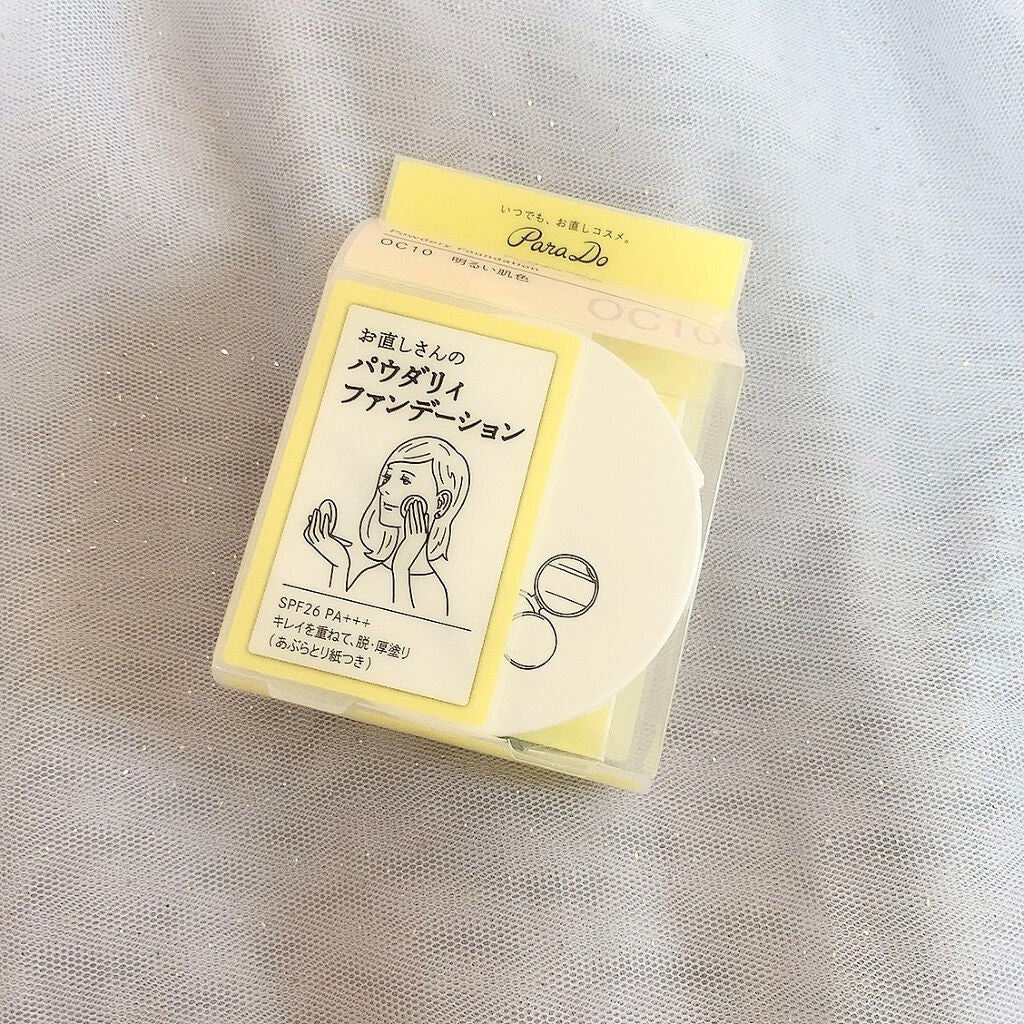 いつでも、お直しコスメ。
ParaDo
Powdery Foundation
OC10 明るい肌色
OC10
お直しさんの
パウダリィ
ファンデーション
SPF26 PA+++
キレイを重ねて、脱・厚塗り
(あぶらとり紙つき)